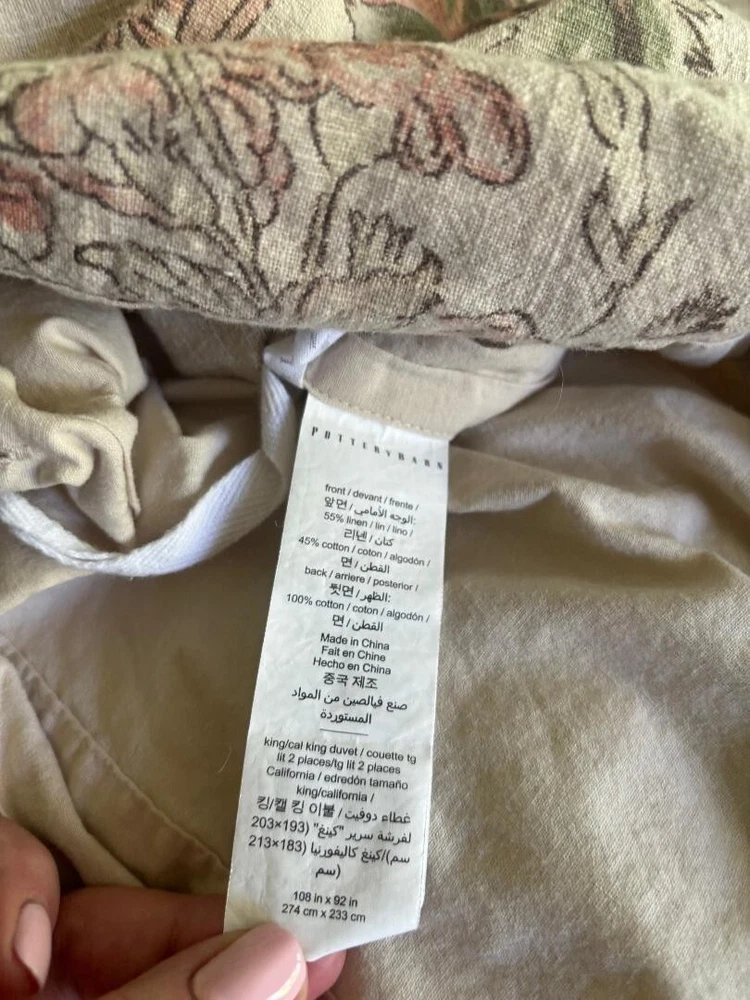 POTTERYBARN
front / devant / frente /
앞면 / الوجه الأمامي:
55% linen / lin / lino /
리넨 / كتان
45% cotton / coton / algodón /
면 / القطن
back / arriere / posterior /
뒷면 / الظهر:
100% cotton / coton / algodón /
면 / القطن
Made in China
Fait en Chine
Hecho en China
중국 제조
صنع فيالصين من المواد
المستوردة
king/cal king duvet / couette tg
lit 2 places/tg lit 2 places
California / edredón tamaño
king/california /
킹/캘 킹 이불 / غطاء دوفيت
لفرشة سرير "كينغ" (193×203
سم)/كينغ كاليفورنيا (183×213
سم)
108 in x 92 in
274 cm x 233 cm